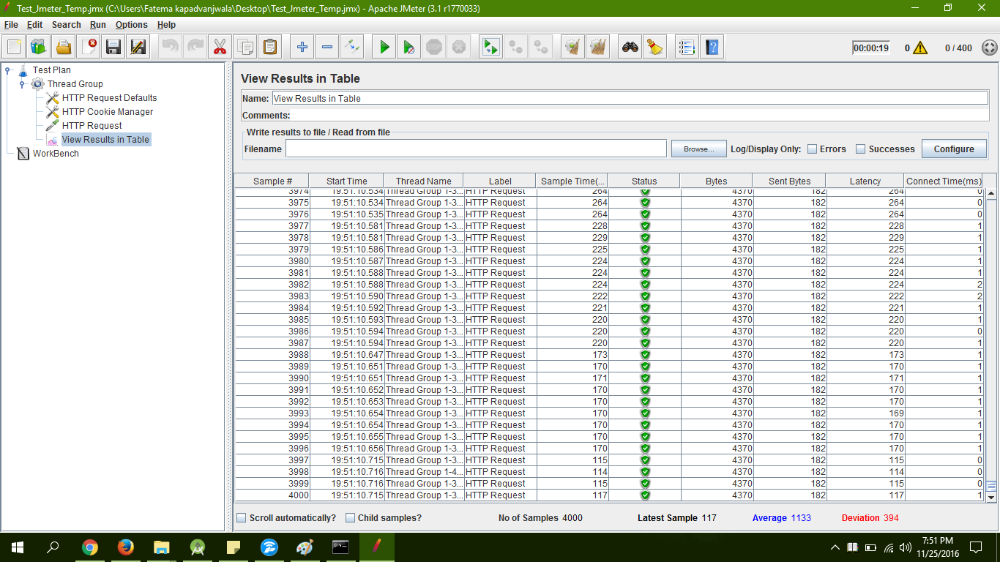 Test_Jmeter_Temp.jmx (C:\Users\Fatema kapadvanjwala\Desktop\Test_Jmeter_Temp.jmx) - Apache JMeter (3.1 r1770033)
File Edit Search Run Options Help
00:00:19 0 0 / 400
Test Plan
Thread Group
HTTP Request Defaults
HTTP Cookie Manager
HTTP Request
View Results in Table
WorkBench
View Results in Table
Name: View Results in Table
Comments:
Write results to file / Read from file
Filename Browse... Log/Display Only: Errors Successes Configure
Sample # Start Time Thread Name Label Sample Time(... Status Bytes Sent Bytes Latency Connect Time(ms)
3974 19:51:10.534 Thread Group 1-3... HTTP Request 264 4370 182 264 0
3975 19:51:10.534 Thread Group 1-3... HTTP Request 264 4370 182 264 0
3976 19:51:10.535 Thread Group 1-3... HTTP Request 264 4370 182 264 0
3977 19:51:10.581 Thread Group 1-3... HTTP Request 228 4370 182 228 1
3978 19:51:10.581 Thread Group 1-3... HTTP Request 229 4370 182 229 1
3979 19:51:10.586 Thread Group 1-3... HTTP Request 225 4370 182 225 1
3980 19:51:10.587 Thread Group 1-3... HTTP Request 224 4370 182 224 1
3981 19:51:10.588 Thread Group 1-3... HTTP Request 224 4370 182 224 1
3982 19:51:10.588 Thread Group 1-3... HTTP Request 224 4370 182 224 2
3983 19:51:10.590 Thread Group 1-3... HTTP Request 222 4370 182 222 2
3984 19:51:10.592 Thread Group 1-3... HTTP Request 221 4370 182 221 1
3985 19:51:10.593 Thread Group 1-3... HTTP Request 220 4370 182 220 1
3986 19:51:10.594 Thread Group 1-3... HTTP Request 220 4370 182 220 0
3987 19:51:10.594 Thread Group 1-3... HTTP Request 220 4370 182 220 1
3988 19:51:10.647 Thread Group 1-3... HTTP Request 173 4370 182 173 1
3989 19:51:10.651 Thread Group 1-3... HTTP Request 170 4370 182 170 1
3990 19:51:10.651 Thread Group 1-3... HTTP Request 171 4370 182 171 1
3991 19:51:10.652 Thread Group 1-3... HTTP Request 170 4370 182 170 1
3992 19:51:10.653 Thread Group 1-3... HTTP Request 170 4370 182 170 1
3993 19:51:10.654 Thread Group 1-3... HTTP Request 170 4370 182 169 1
3994 19:51:10.654 Thread Group 1-3... HTTP Request 170 4370 182 170 1
3995 19:51:10.655 Thread Group 1-3... HTTP Request 170 4370 182 170 1
3996 19:51:10.656 Thread Group 1-3... HTTP Request 170 4370 182 170 1
3997 19:51:10.715 Thread Group 1-3... HTTP Request 115 4370 182 115 0
3998 19:51:10.716 Thread Group 1-4... HTTP Request 114 4370 182 114 0
3999 19:51:10.716 Thread Group 1-3... HTTP Request 115 4370 182 115 0
4000 19:51:10.715 Thread Group 1-3... HTTP Request 117 4370 182 117 1
Scroll automatically? Child samples? No of Samples 4000 Latest Sample 117 Average 1133 Deviation 394
7:51 PM
11/25/2016